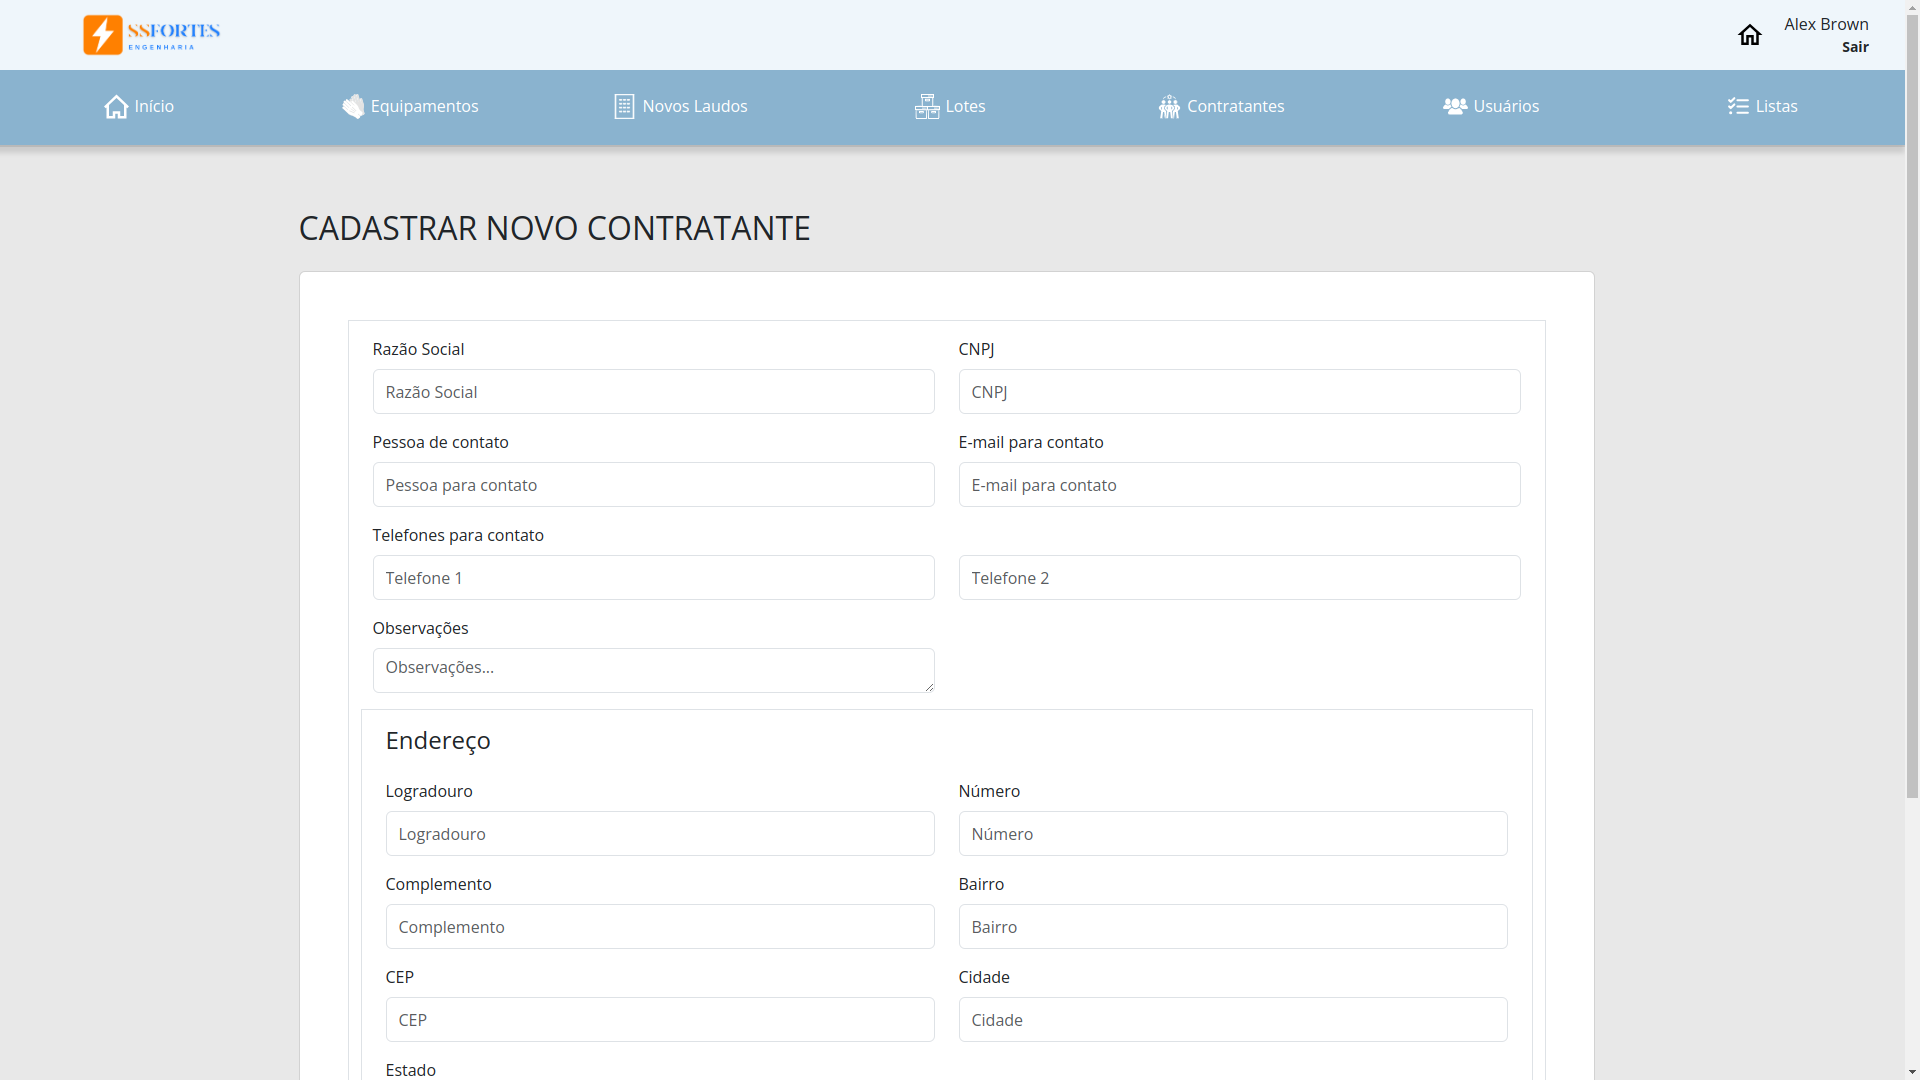 SSFORTES
ENGENHARIA
Alex Brown
Sair
Início
Equipamentos
Novos Laudos
Lotes
Contratantes
Usuários
Listas
CADASTRAR NOVO CONTRATANTE
Razão Social
CNPJ
Razão Social
CNPJ
Pessoa de contato
E-mail para contato
Pessoa para contato
E-mail para contato
Telefones para contato
Telefone 1
Telefone 2
Observações
Observações...
Endereço
Logradouro
Número
Logradouro
Número
Complemento
Bairro
Complemento
Bairro
CEP
Cidade
CEP
Cidade
Estado